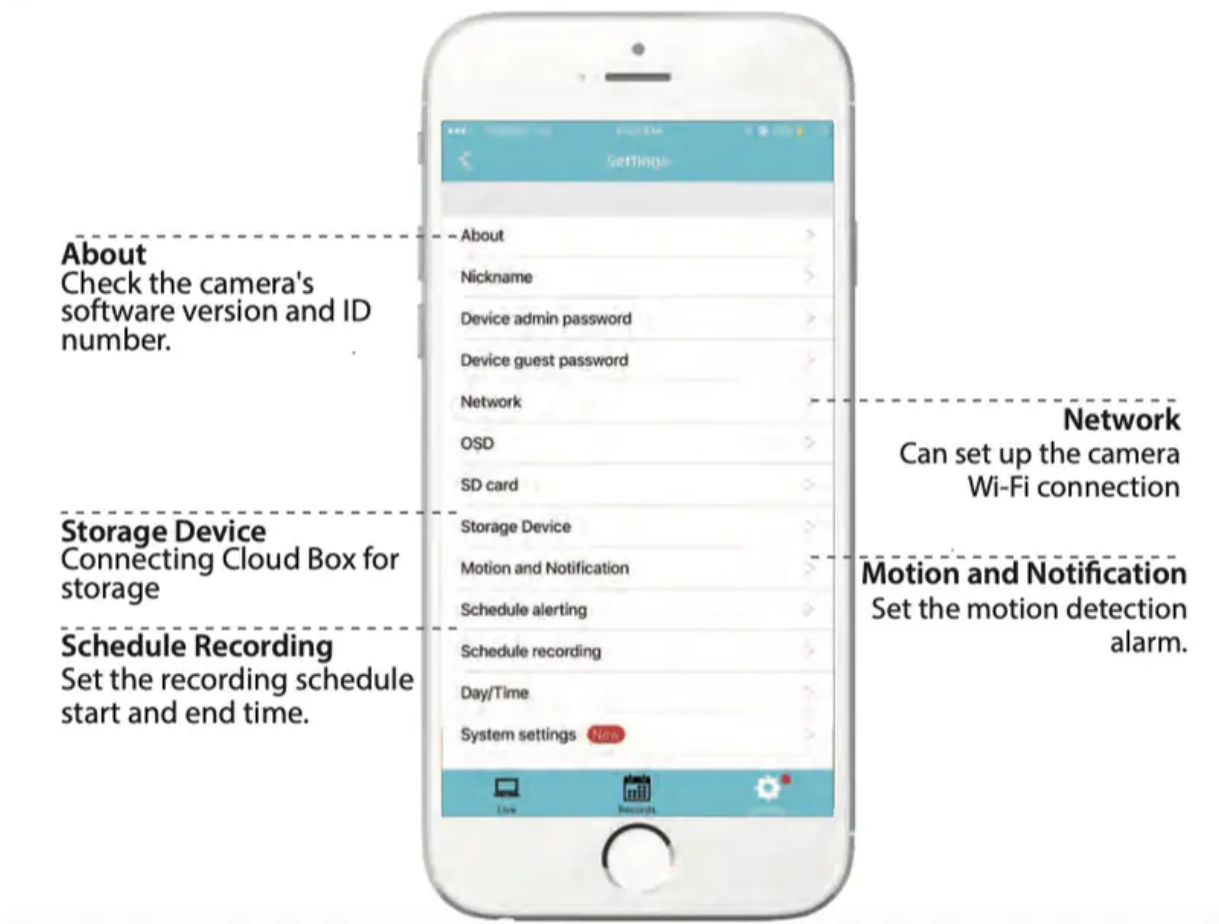 Settings
About
Nickname
Device admin password
Device guest password
Network
OSD
SD card
Storage Device
Motion and Notification
Schedule alerting
Schedule recording
Day/Time
System settings New
Live Records
About
Check the camera's
software version and ID
number.
Storage Device
Connecting Cloud Box for
storage
Schedule Recording
Set the recording schedule
start and end time.
Network
Can set up the camera
Wi-Fi connection
Motion and Notification
Set the motion detection
alarm.